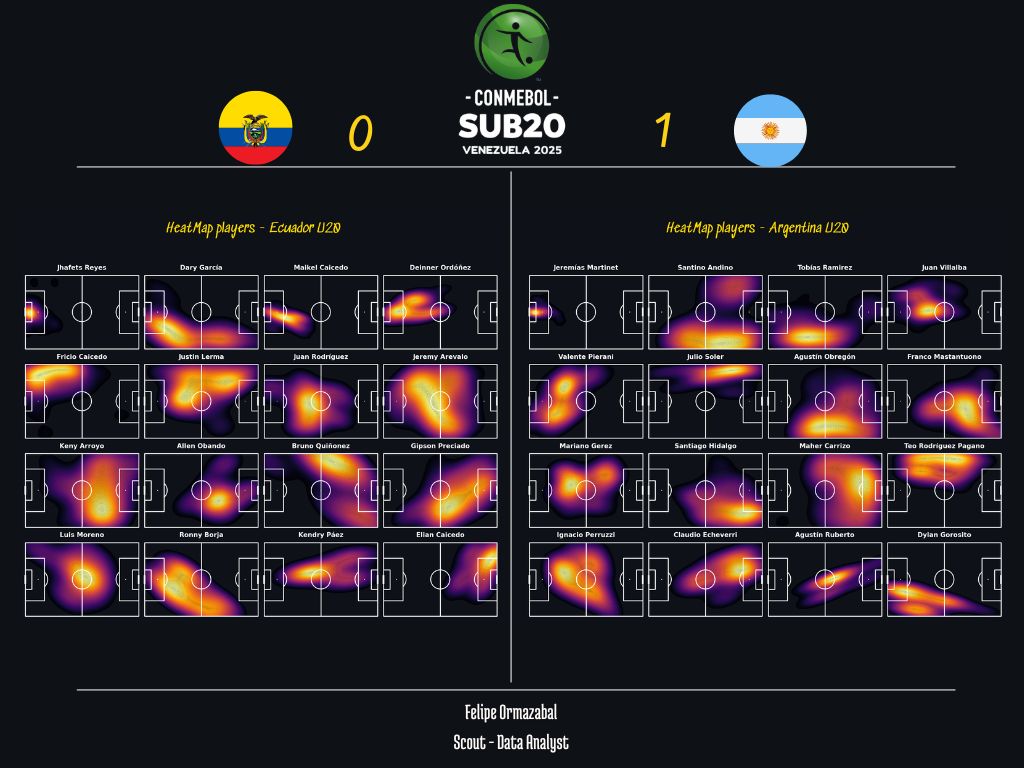 - CONMEBOL -
SUB20
VENEZUELA 2025
0
1
HeatMap players - Ecuador U20
Jhafets Reyes Dary García Maikel Caicedo Deinner Ordóñez
Fricio Caicedo Justin Lerma Juan Rodríguez Jeremy Arevalo
Keny Arroyo Allen Obando Bruno Quiñonez Gipson Preciado
Luis Moreno Ronny Borja Kendry Páez Elian Caicedo
HeatMap players - Argentina U20
Jeremías Martinet Santino Andino Tobías Ramirez Juan Villalba
Valente Pierani Julio Soler Agustín Obregón Franco Mastantuono
Mariano Gerez Santiago Hidalgo Maher Carrizo Teo Rodríguez Pagano
Ignacio Perruzzi Claudio Echeverri Agustín Ruberto Dylan Gorosito
Felipe Ormazabal
Scout - Data Analyst